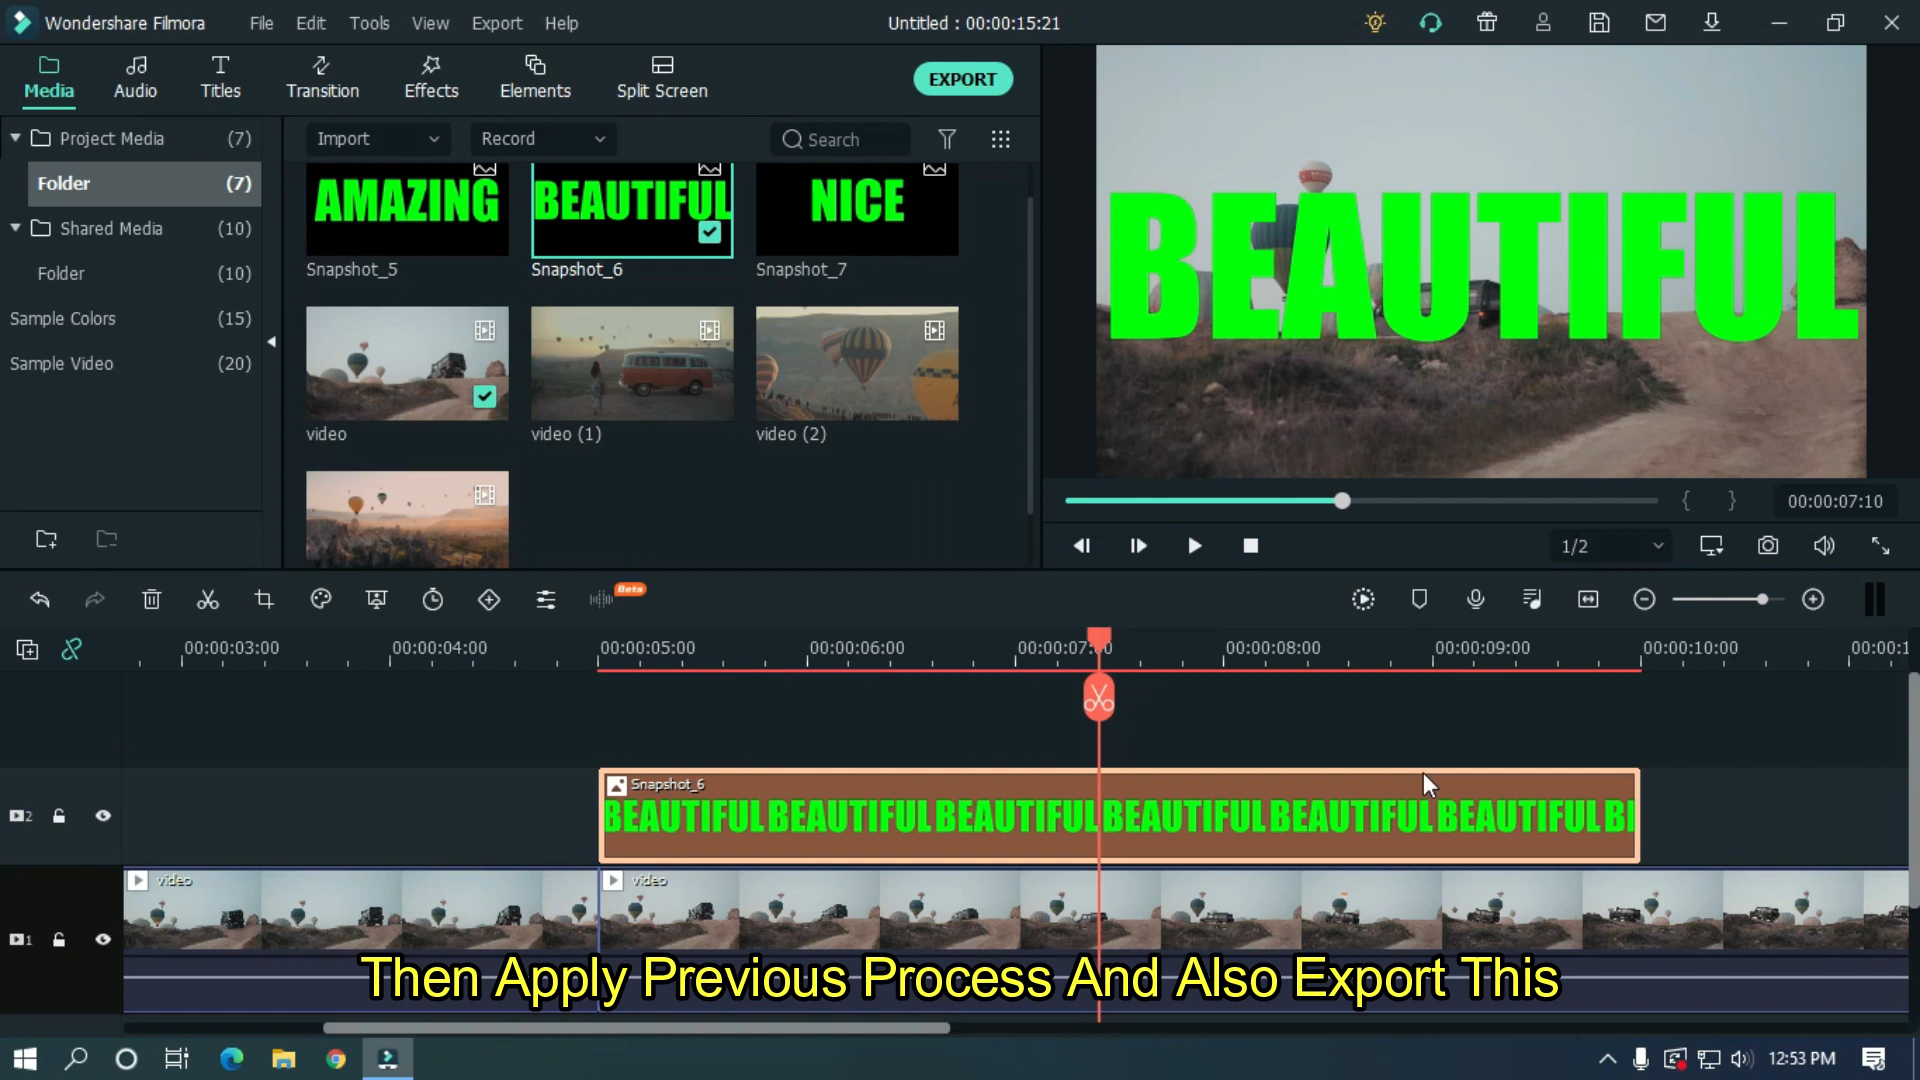 Wondershare Filmora
File
Edit
Tools
View
Export
Help
Untitled : 00:00:15:21
Media
Audio
Titles
Transition
Effects
Elements
Split Screen
EXPORT
Project Media (7)
Folder (7)
Shared Media (10)
Folder (10)
Sample Colors (15)
Sample Video (20)
Import
Record
Search
AMAZING
BEAUTIFUL
NICE
Snapshot_5
Snapshot_6
Snapshot_7
video
video (1)
video (2)
BEAUTIFUL
{ }
00:00:07:10
1/2
Beta
00:00:03:00
00:00:04:00
00:00:05:00
00:00:06:00
00:00:08:00
00:00:09:00
00:00:10:00
Snapshot_6
BEAUTIFUL BEAUTIFUL BEAUTIFUL BEAUTIFUL BEAUTIFUL BEAUTIFUL
2
video
video
1
Then Apply Previous Process And Also Export This
12:53 PM